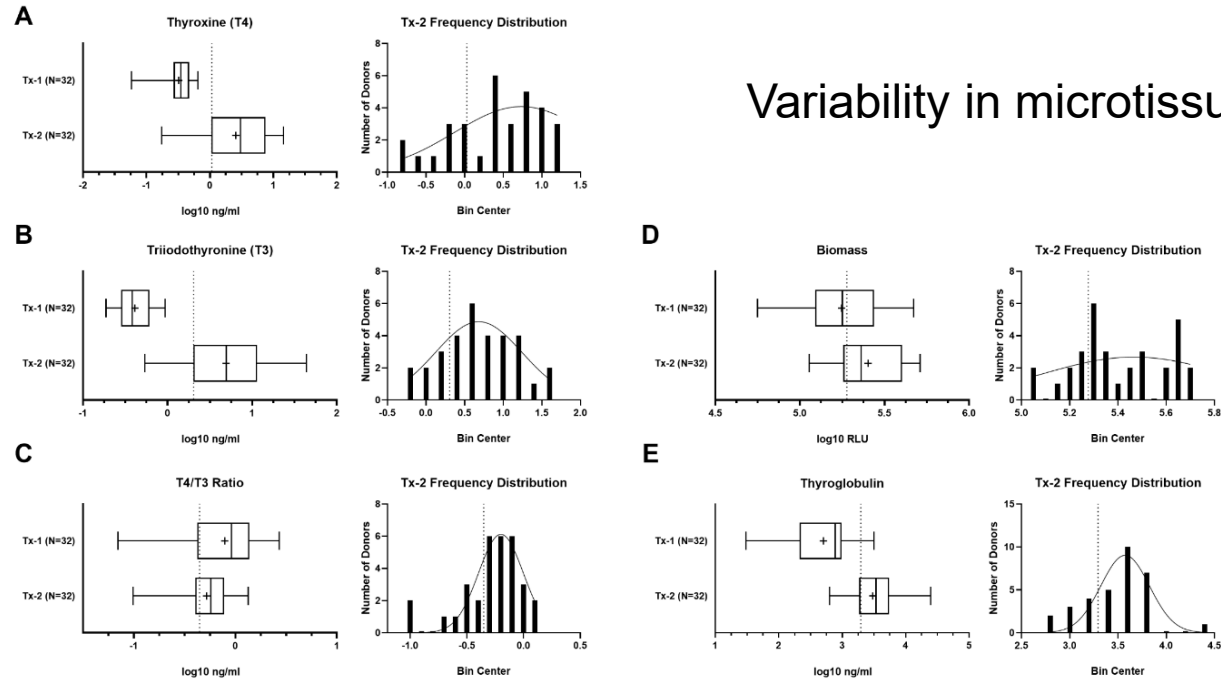 A
Thyroxine (T4)
Tx-1 (N=32)
Tx-2 (N=32)
-2 -1 0 1 2
log10 ng/ml
Tx-2 Frequency Distribution
Number of Donors
8
6
4
2
0
-1.0 -0.5 0.0 0.5 1.0 1.5
Bin Center
Variability in microtissu
B
Triiodothyronine (T3)
Tx-1 (N=32)
Tx-2 (N=32)
-1 0 1 2
log10 ng/ml
Tx-2 Frequency Distribution
Number of Donors
8
6
4
2
0
-0.5 0.0 0.5 1.0 1.5 2.0
Bin Center
D
Biomass
Tx-1 (N=32)
Tx-2 (N=32)
4.5 5.0 5.5 6.0
log10 RLU
Tx-2 Frequency Distribution
Number of Donors
8
6
4
2
0
5.0 5.2 5.4 5.6 5.8
Bin Center
C
T4/T3 Ratio
Tx-1 (N=32)
Tx-2 (N=32)
-1 0 1
log10 ng/ml
Tx-2 Frequency Distribution
Number of Donors
8
6
4
2
0
-1.0 -0.5 0.0 0.5
Bin Center
E
Thyroglobulin
Tx-1 (N=32)
Tx-2 (N=32)
1 2 3 4 5
log10 ng/ml
Tx-2 Frequency Distribution
Number of Donors
15
10
5
0
2.5 3.0 3.5 4.0 4.5
Bin Center